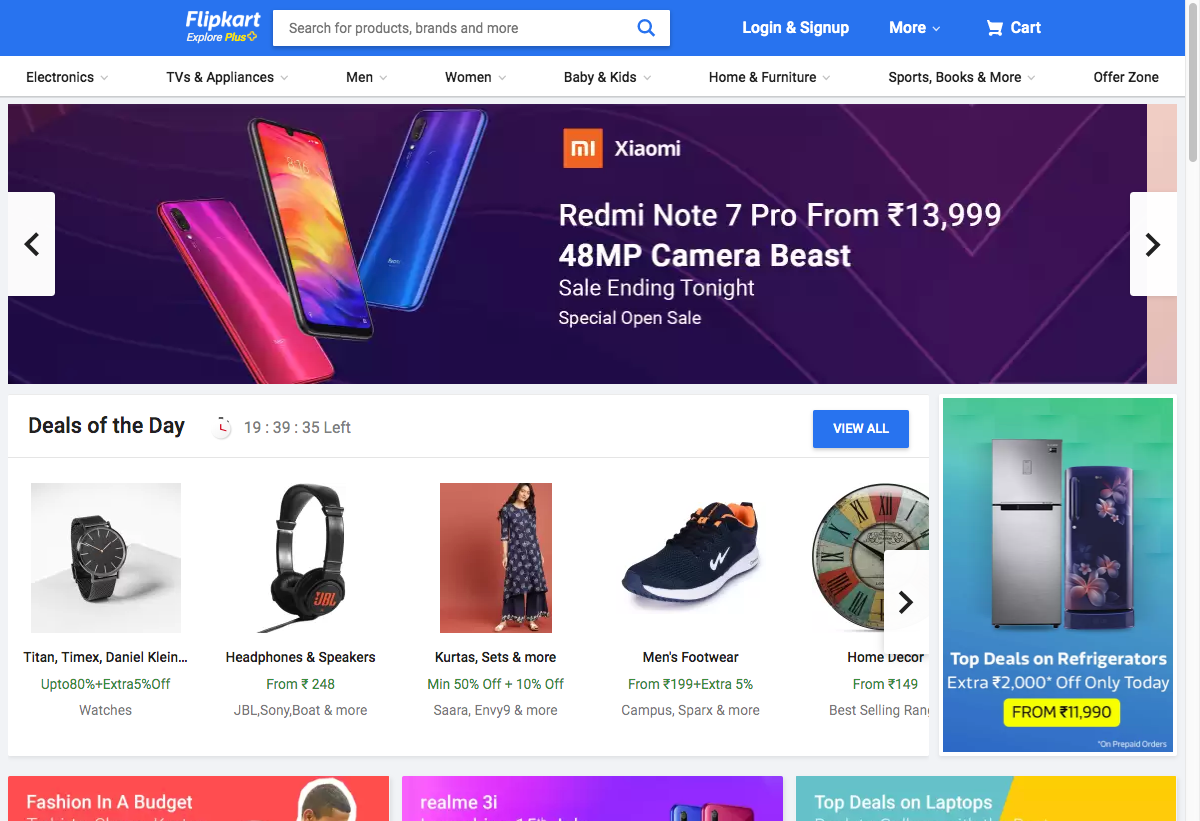 Flipkart
Explore Plus
Search for products, brands and more
Login & Signup
More
Cart
Electronics
TVs & Appliances
Men
Women
Baby & Kids
Home & Furniture
Sports, Books & More
Offer Zone
mi
Xiaomi
Redmi Note 7 Pro From ₹13,999
48MP Camera Beast
Sale Ending Tonight
Special Open Sale
8:36
Deals of the Day
19 : 39 : 35 Left
VIEW ALL
JBL
Titan, Timex, Daniel Klein...
Upto80%+Extra5%Off
Watches
Headphones & Speakers
From ₹ 248
JBL,Sony,Boat & more
Kurtas, Sets & more
Min 50% Off + 10% Off
Saara, Envy9 & more
Men's Footwear
From ₹199+Extra 5%
Campus, Sparx & more
Home Decor
From ₹149
Best Selling Rang
Top Deals on Refrigerators
Extra ₹2,000* Off Only Today
FROM ₹11,990
*On Prepaid Orders
Fashion In A Budget
realme 3i
Top Deals on Laptops